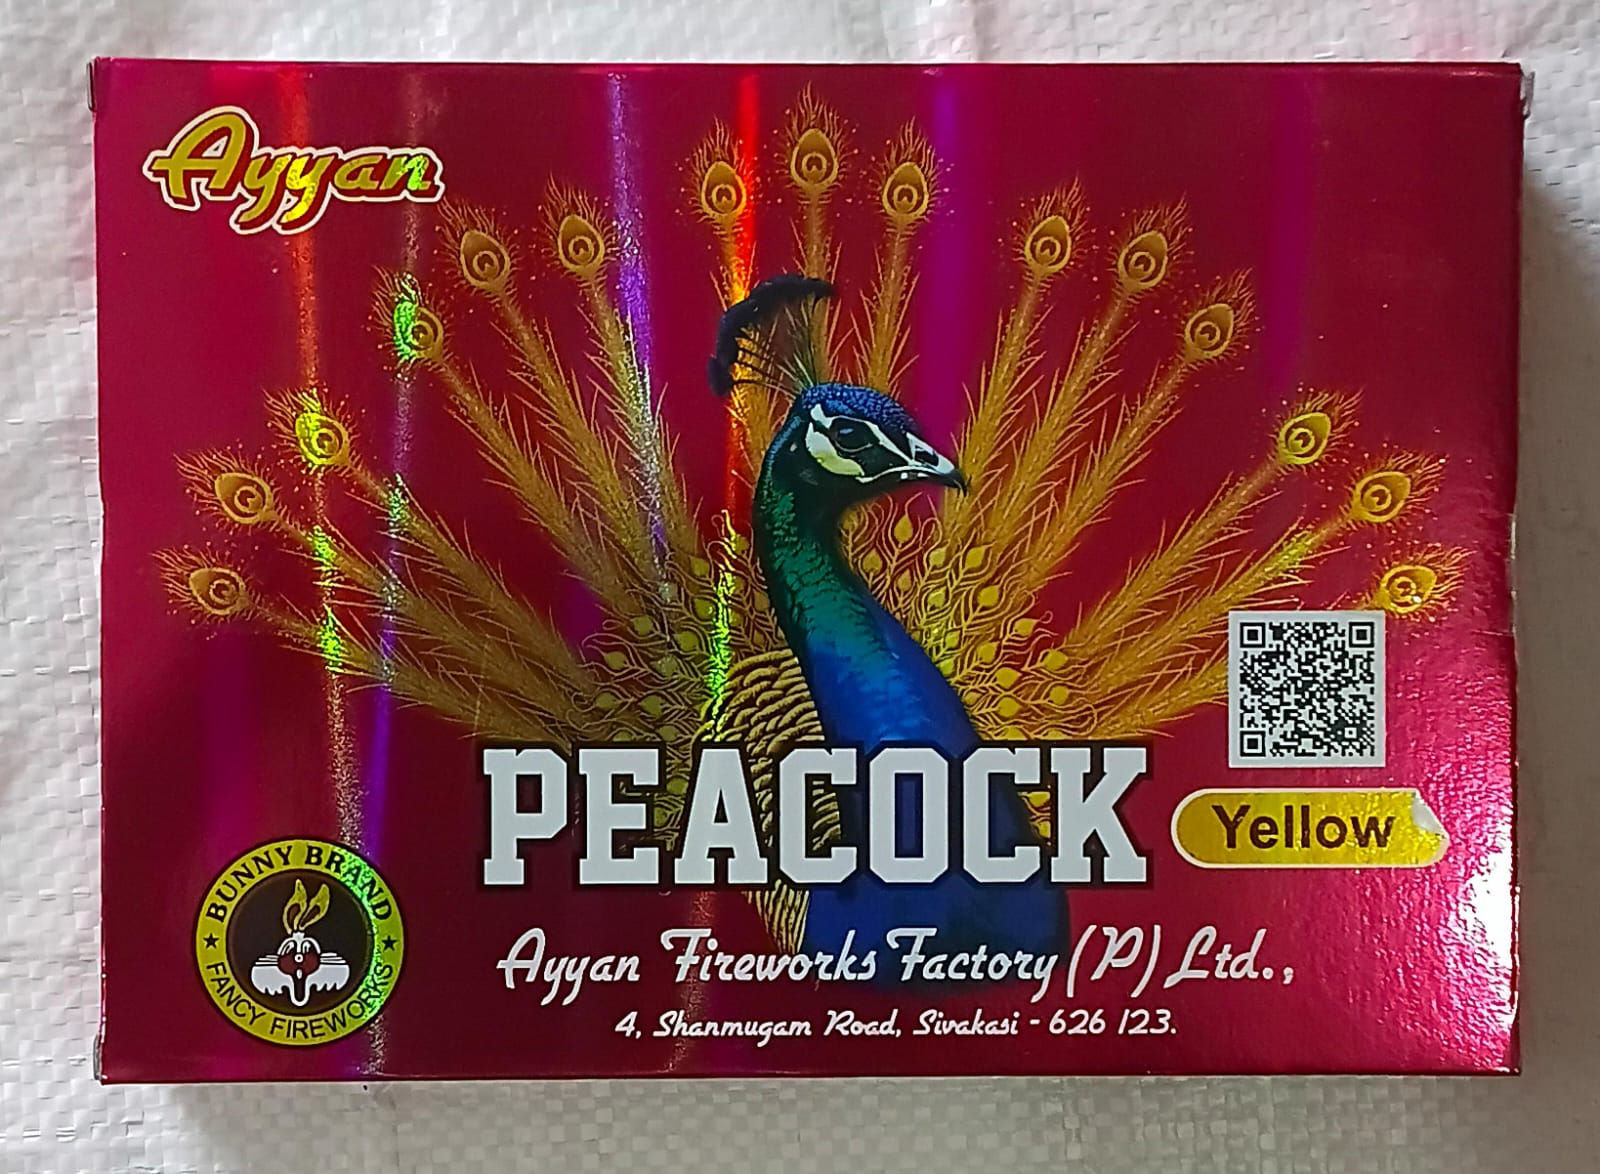 Ayyan
PEACOCK
Yellow
BUNNY BRAND
FANCY FIREWORKS
Ayyan Fireworks Factory (P) Ltd.,
4, Shanmugam Road, Sivakasi - 626 123.